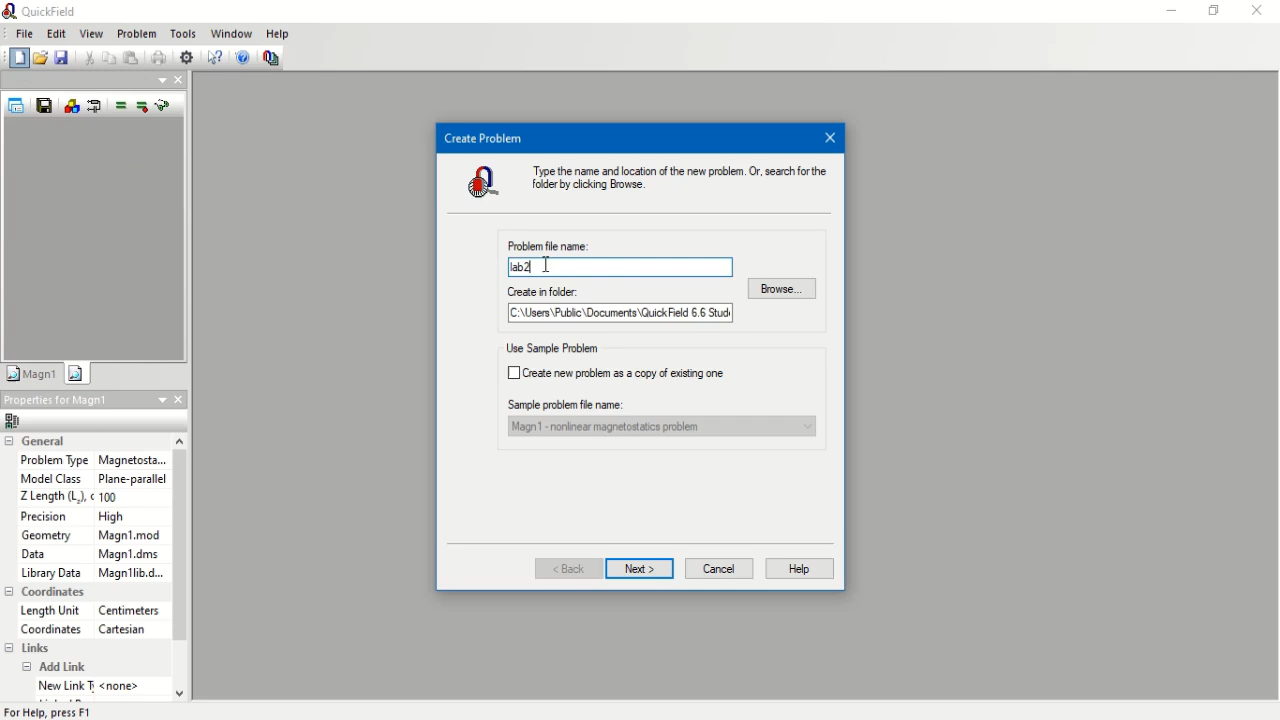 QuickField
File Edit View Problem Tools Window Help
Create Problem
Type the name and location of the new problem. Or, search for the
folder by clicking Browse.
Problem file name:
lab2
Browse...
Create in folder:
C:\Users\Public\Documents\QuickField 6.6 Stud
Use Sample Problem
Create new problem as a copy of existing one
Sample problem file name:
Magn1 - nonlinear magnetostatics problem
< Back Next > Cancel Help
Magn1
Properties for Magn1
General
Problem Type Magnetosta...
Model Class Plane-parallel
Z Length (Lz), c 100
Precision High
Geometry Magn1.mod
Data Magn1.dms
Library Data Magn1lib.d...
Coordinates
Length Unit Centimeters
Coordinates Cartesian
Links
Add Link
New Link Ty <none>
For Help, press F1